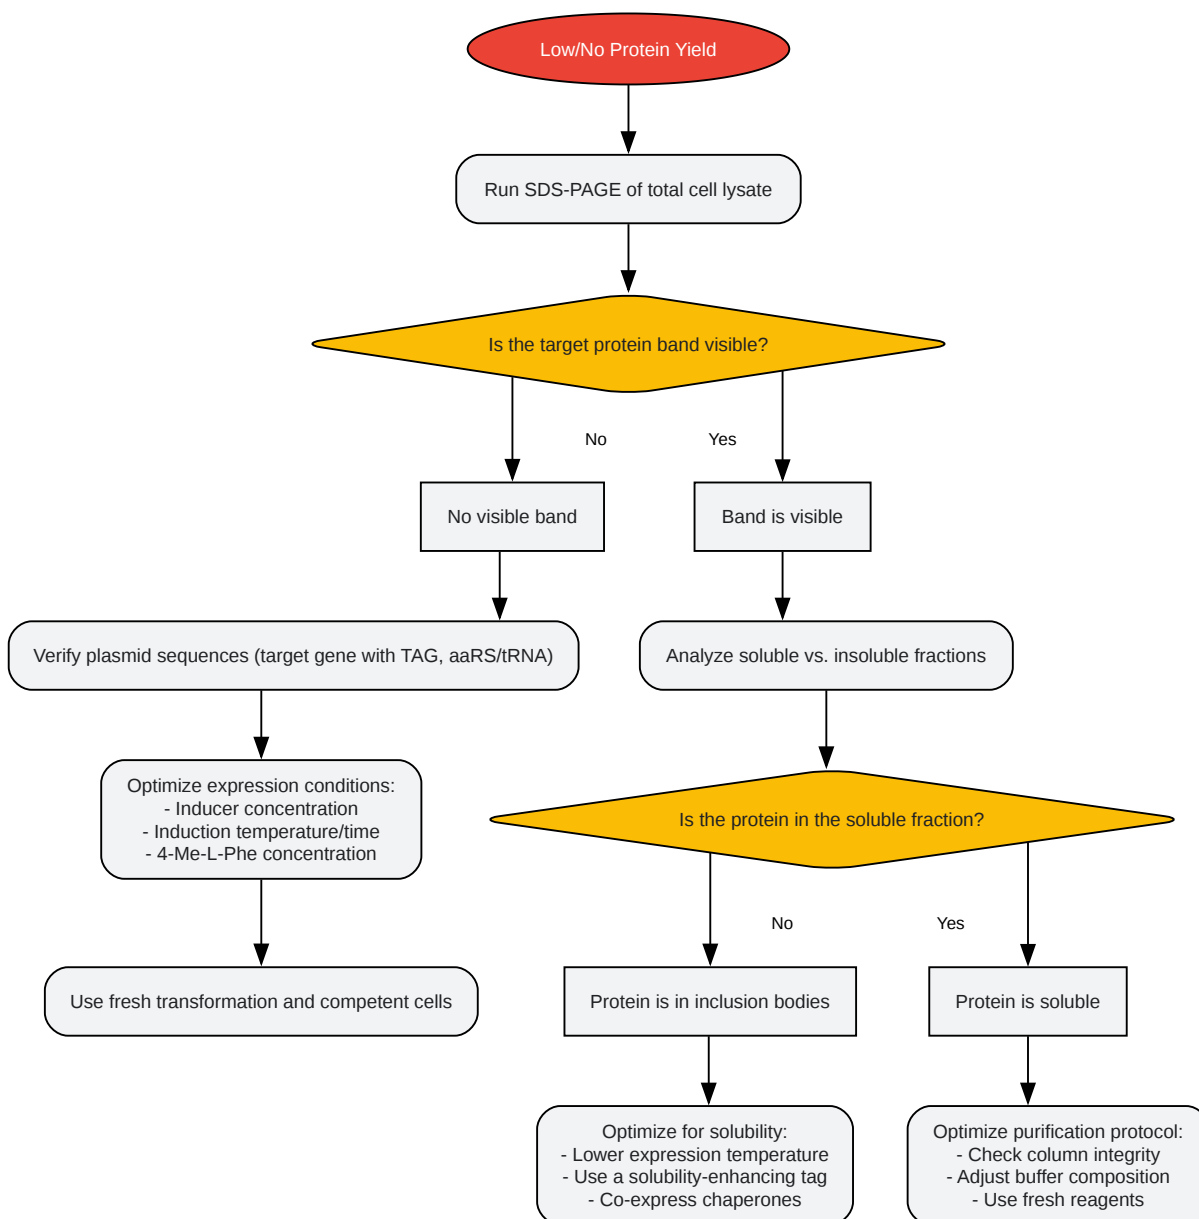 Low/No Protein Yield
Run SDS-PAGE of total cell lysate
Is the target protein band visible?
No
Yes
No visible band
Band is visible
Verify plasmid sequences (target gene with TAG, aaRS/tRNA)
Analyze soluble vs. insoluble fractions
Optimize expression conditions:
- Inducer concentration
- Induction temperature/time
- 4-Me-L-Phe concentration
Is the protein in the soluble fraction?
No
Yes
Use fresh transformation and competent cells
Protein is in inclusion bodies
Protein is soluble
Optimize for solubility:
- Lower expression temperature
- Use a solubility-enhancing tag
- Co-express chaperones
Optimize purification protocol:
- Check column integrity
- Adjust buffer composition
- Use fresh reagents